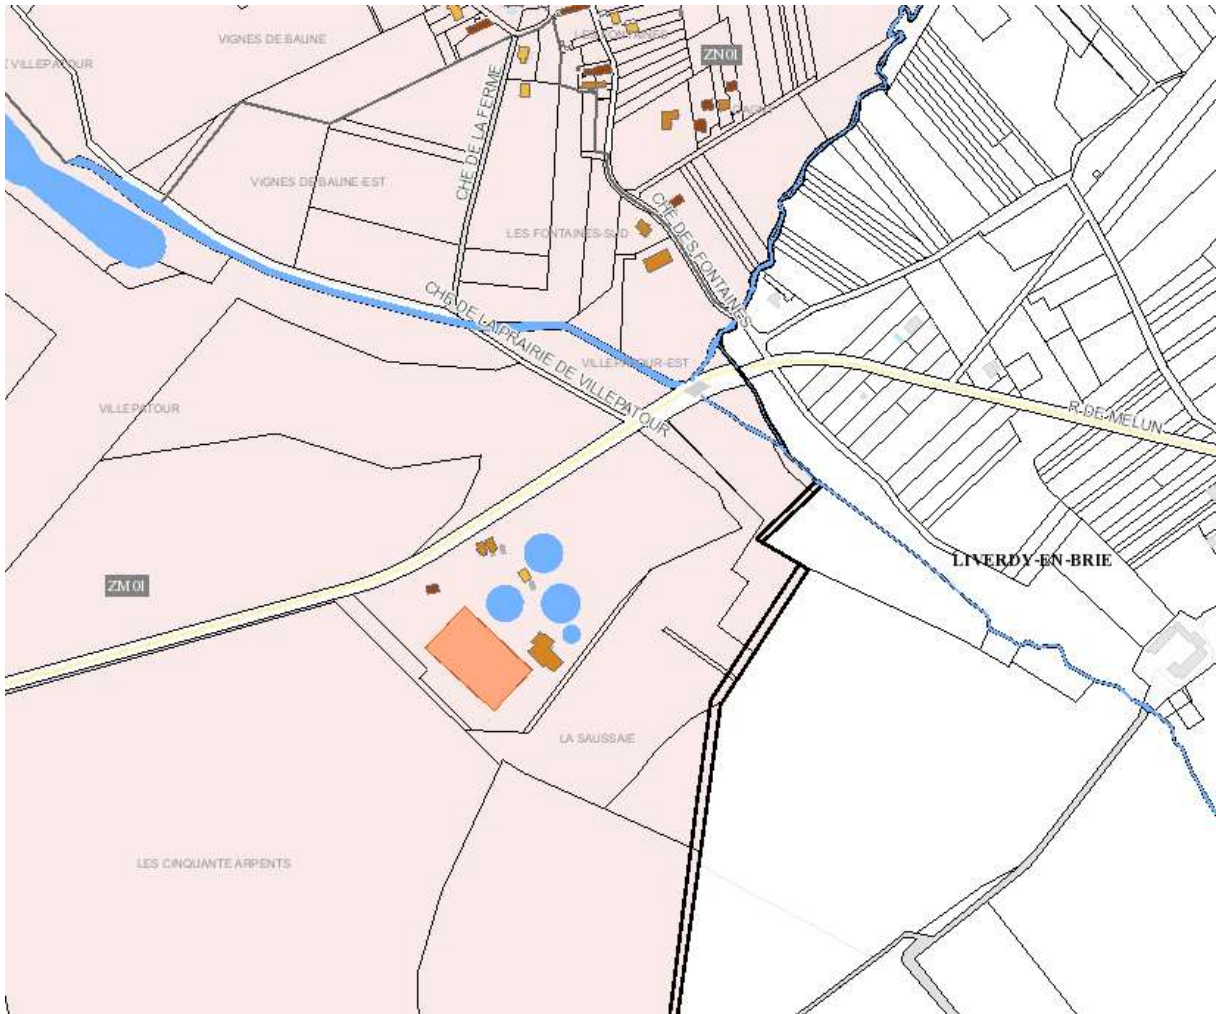 VIGNES DE BAUNE
LES FONTAINES
VILLEPATOUR
ZN 01
CHE DE LA FERME
VIGNES DE BAUNE-EST
LES FONTAINES-SUD
CHE DES FONTAINES
CHE DE LA PRAIRIE DE VILLEPATOUR
VILLEPATOUR-EST
VILLEPATOUR
R DE MELUN
LIVERDY-EN-BRIE
ZM 01
LA SAUSSAIE
LES CINQUANTE ARPENTS